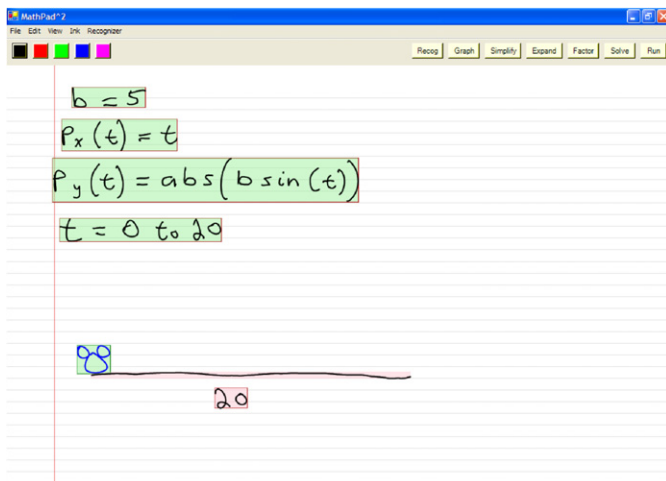 MathPad^2
File Edit View Ink Recognizer
Recog Graph Simplify Expand Factor Solve Run
b = 5
Px (t) = t
Py (t) = abs(b sin(t))
t = 0 to 20
20